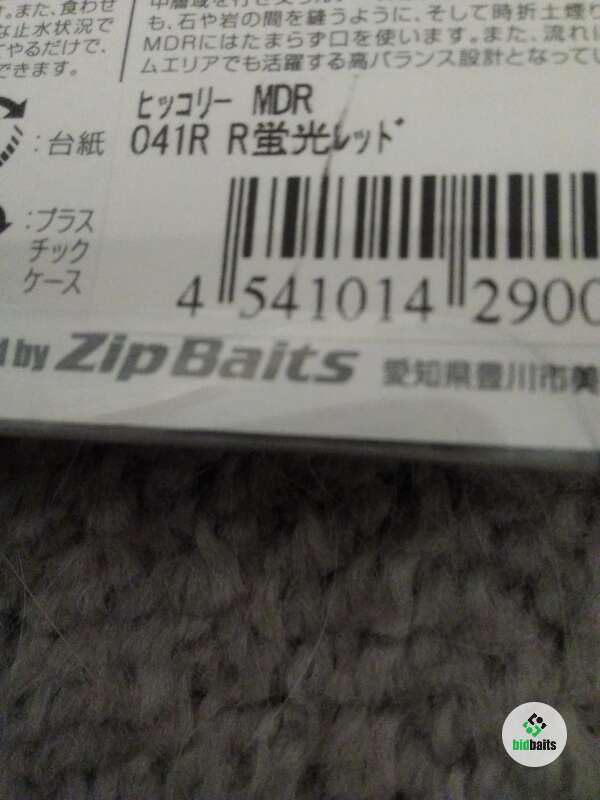 す。また、食わせ
な止水状況で
やるだけで、
できます。
も、石や岩の間を縫うように、そして時折土煙り
MDRにはたまらず口を使います。また、流れに
ムエリアでも活躍する高バランス設計となってい
ヒッコリー MDR
041R R蛍光レッド
:台紙
:プラス
チック
ケース
4 541014 2900
by ZipBaits 愛知県豊川市美
bidbaits